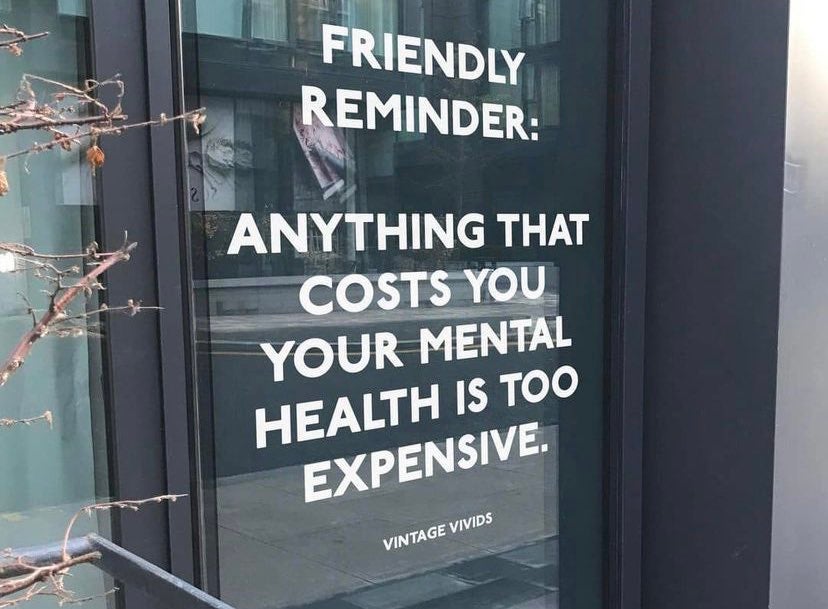 FRIENDLY
REMINDER:
ANYTHING THAT
COSTS YOU
YOUR MENTAL
HEALTH IS TOO
EXPENSIVE.
VINTAGE VIVIDS